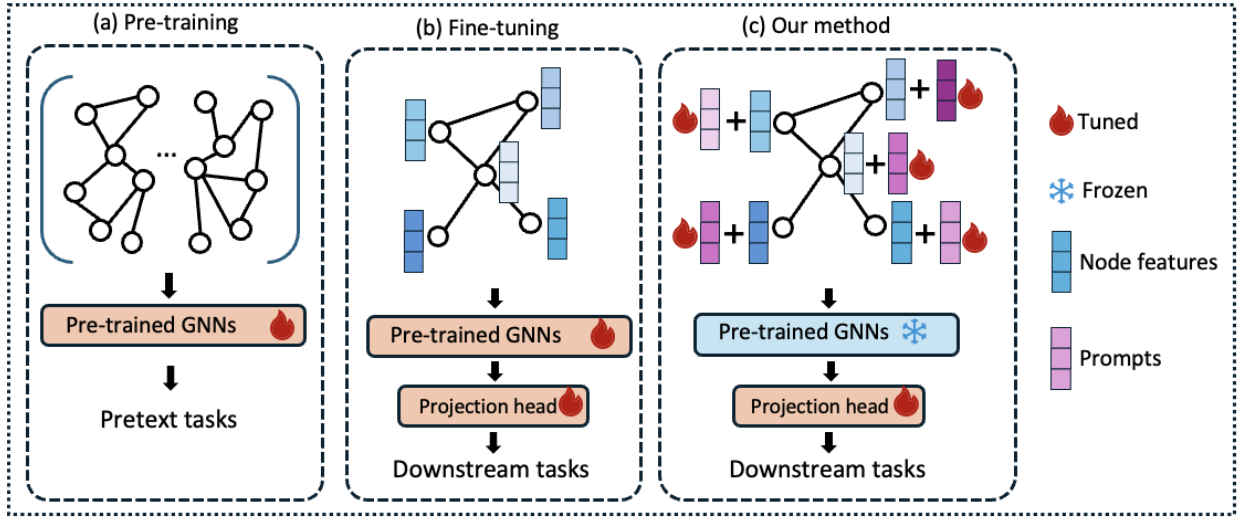 (a) Pre-training
...
Pre-trained GNNs
Pretext tasks
(b) Fine-tuning
Pre-trained GNNs
Projection head
Downstream tasks
(c) Our method
+
+
+
+
+
Pre-trained GNNs
Projection head
Downstream tasks
Tuned
Frozen
Node features
Prompts